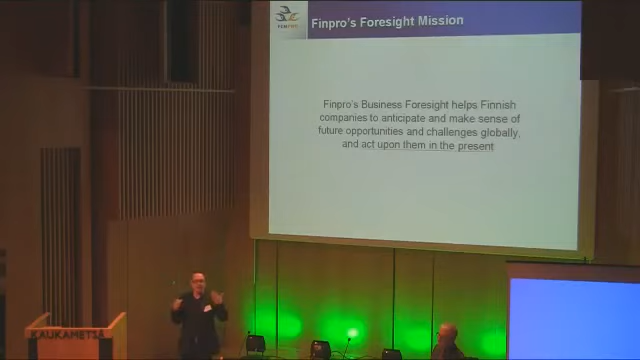 Finpro's Foresight Mission
Finpro's Business Foresight helps Finnish
companies to anticipate and make sense of
future opportunities and challenges globally,
and act upon them in the present
KAUKAMETSÄ